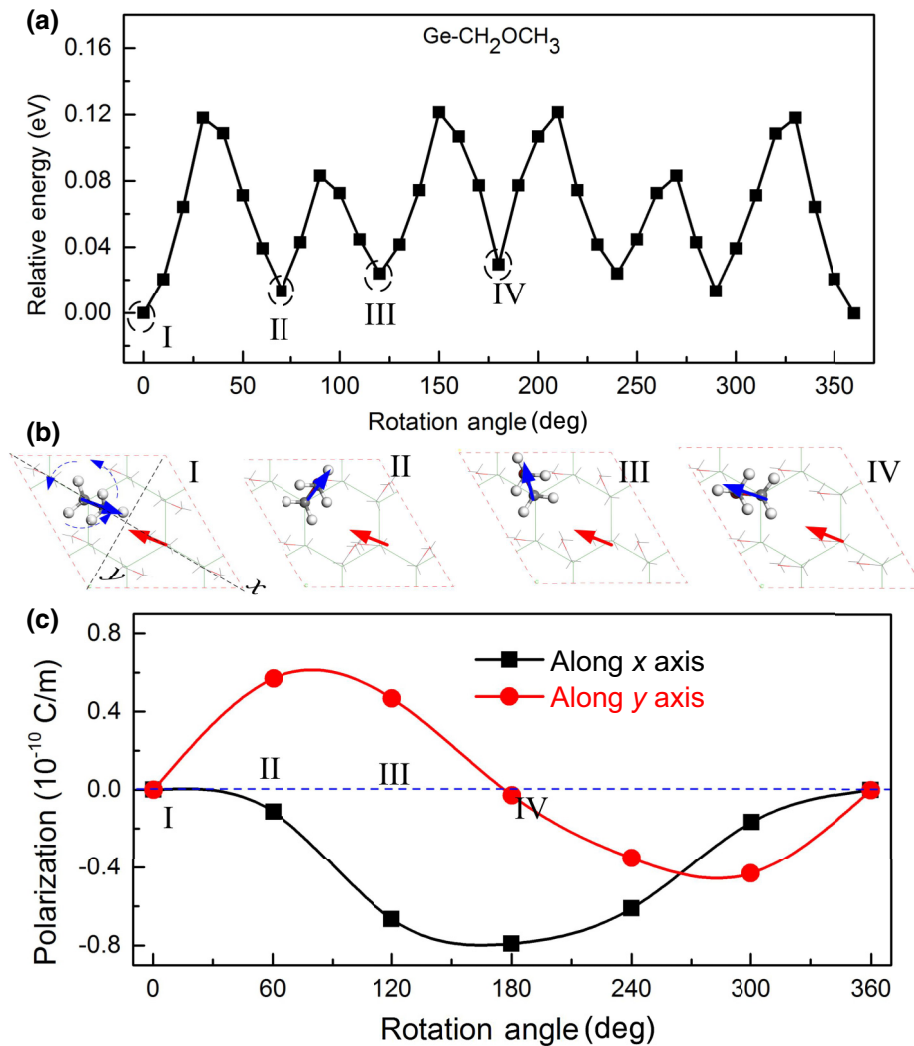 (a)
Ge-CH2OCH3
0.16
0.12
0.08
0.04
0.00
Relative energy (eV)
I
II
III
IV
0 50 100 150 200 250 300 350
Rotation angle (deg)
(b)
I
II
III
IV
y
x
(c)
0.8
0.4
0.0
-0.4
-0.8
Polarization (10-10 C/m)
Along x axis
Along y axis
I
II
III
IV
0 60 120 180 240 300 360
Rotation angle (deg)